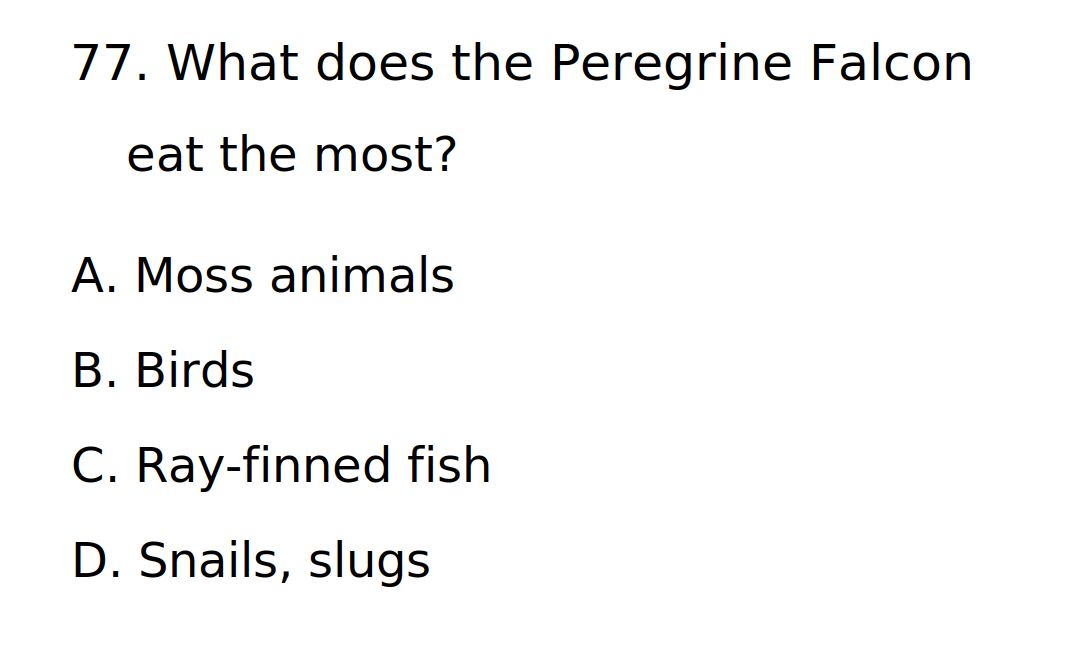 77. What does the Peregrine Falcon
eat the most?
A. Moss animals
B. Birds
C. Ray-finned fish
D. Snails, slugs